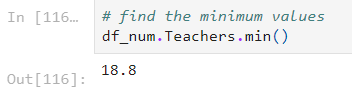 In [116…
# find the minimum values
df_num.Teachers.min()
Out[116]:
18.8